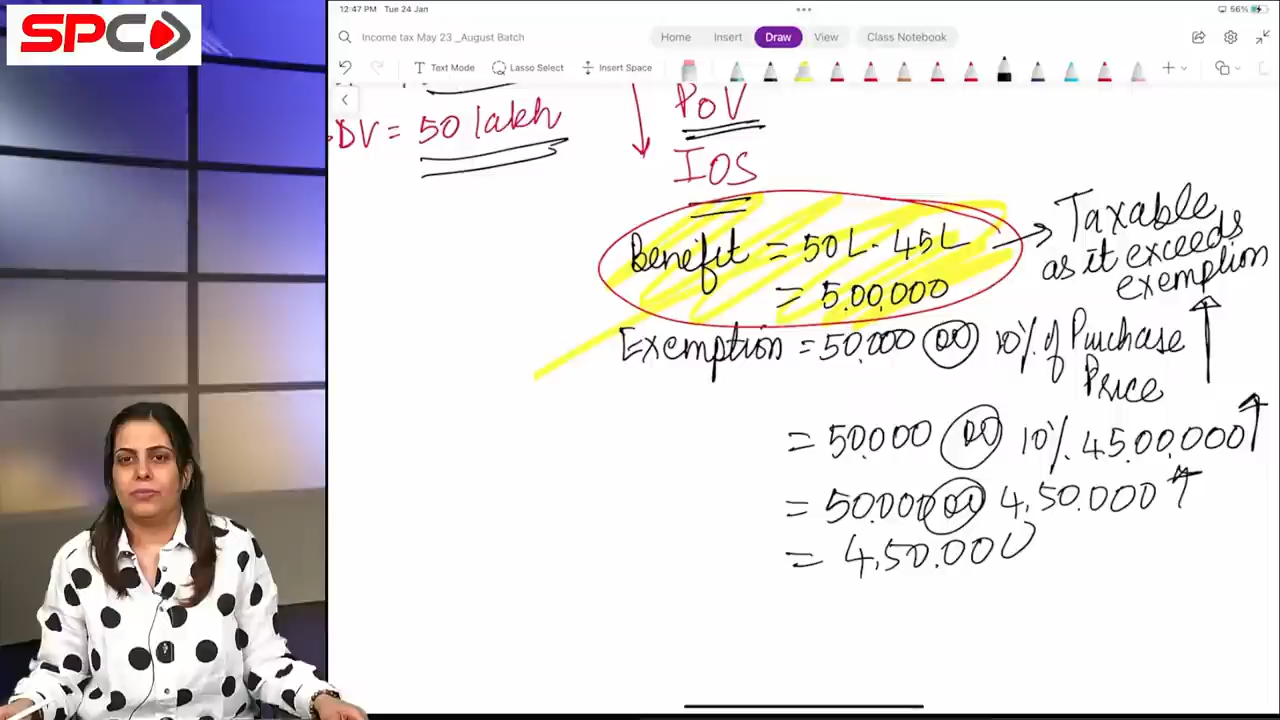 SPC
12:47 PM Tue 24 Jan
56%
Income tax May 23 _August Batch
Home Insert Draw View Class Notebook
Text Mode Lasso Select Insert Space
DV = 50 lakh
POV
IOS
Benefit = 50L - 45L
= 5,00,000
Taxable
as it exceeds
exemption
Exemption = 50,000 OR 10% of Purchase
Price
= 50,000 OR 10% 45,00,000
= 50,000 OR 4,50,000
= 4,50,000